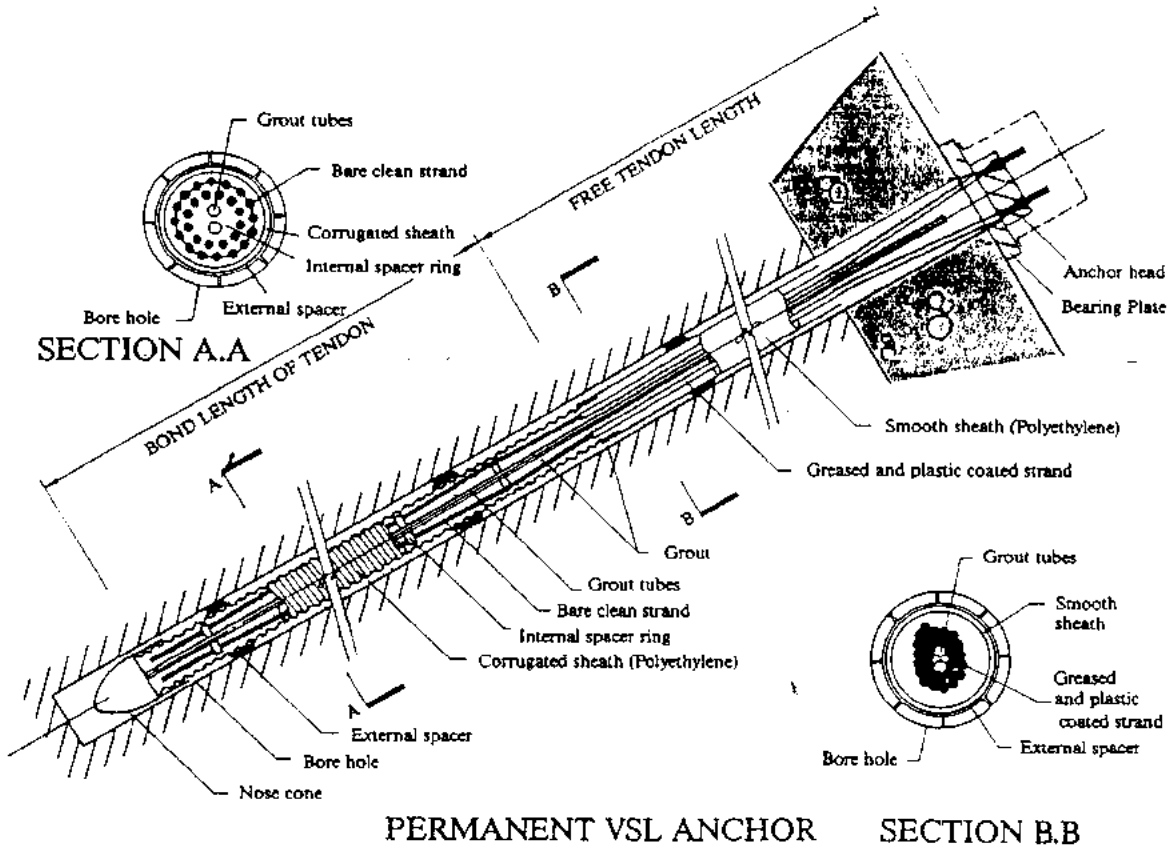 Grout tubes
Bare clean strand
Corrugated sheath
Internal spacer ring
External spacer
Bore hole
SECTION A.A
BOND LENGTH OF TENDON
FREE TENDON LENGTH
B
Anchor head
Bearing Plate
Smooth sheath (Polyethylene)
Greased and plastic coated strand
A
B
Grout
Grout tubes
Bare clean strand
Internal spacer ring
Corrugated sheath (Polyethylene)
A
External spacer
Bore hole
Nose cone
Grout tubes
Smooth
sheath
Greased
and plastic
coated strand
External spacer
Bore hole
PERMANENT VSL ANCHOR
SECTION B.B